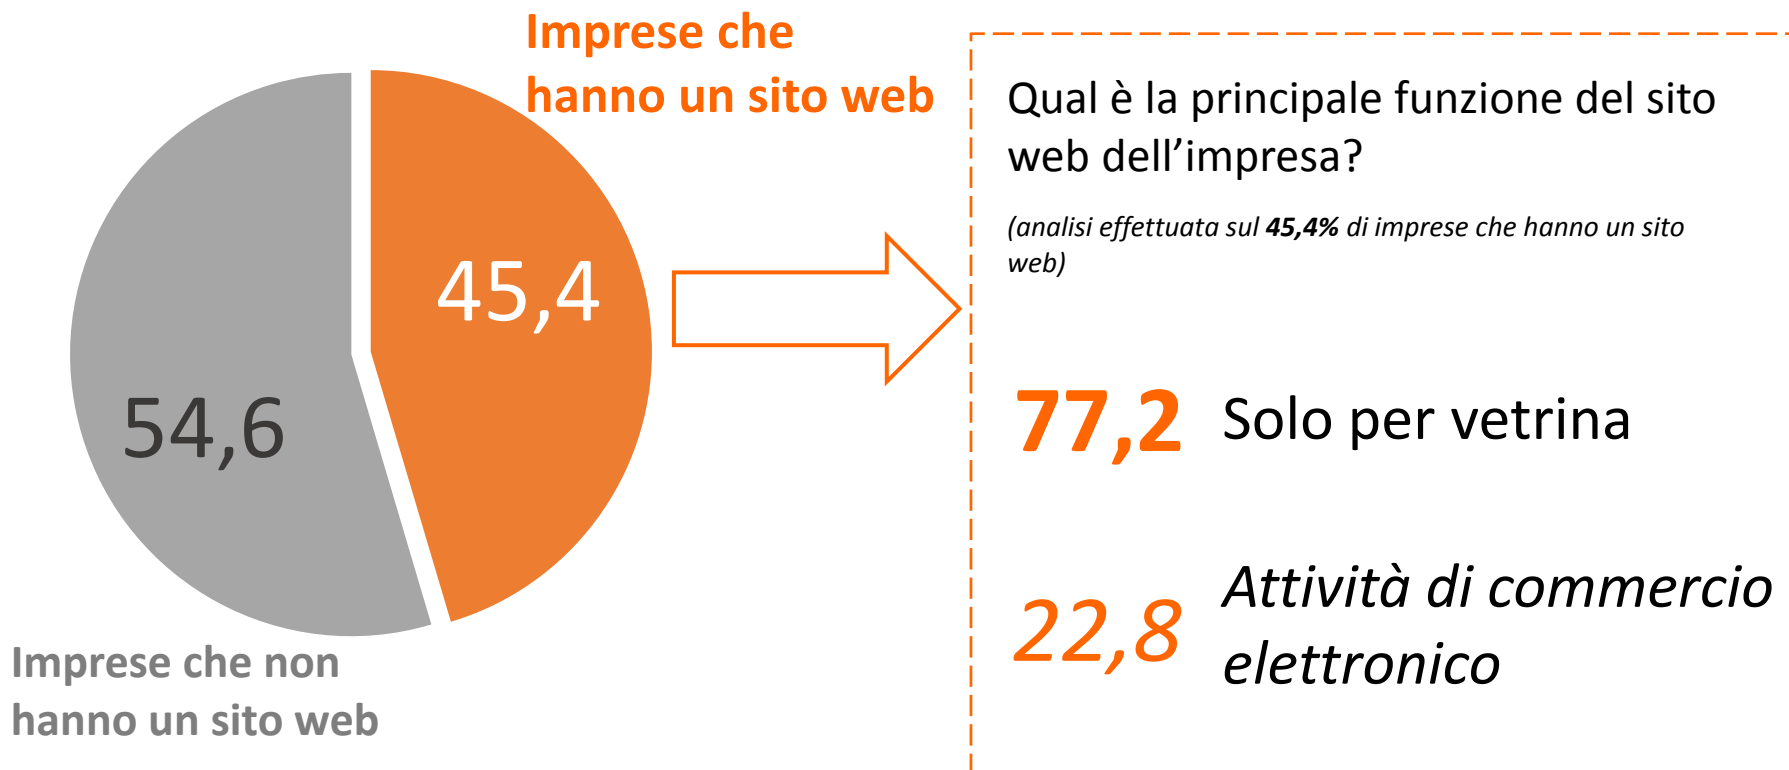 Imprese che
hanno un sito web
45,4
54,6
Imprese che non
hanno un sito web
Qual è la principale funzione del sito
web dell’impresa?
(analisi effettuata sul 45,4% di imprese che hanno un sito
web)
77,2 Solo per vetrina
22,8 Attività di commercio
elettronico